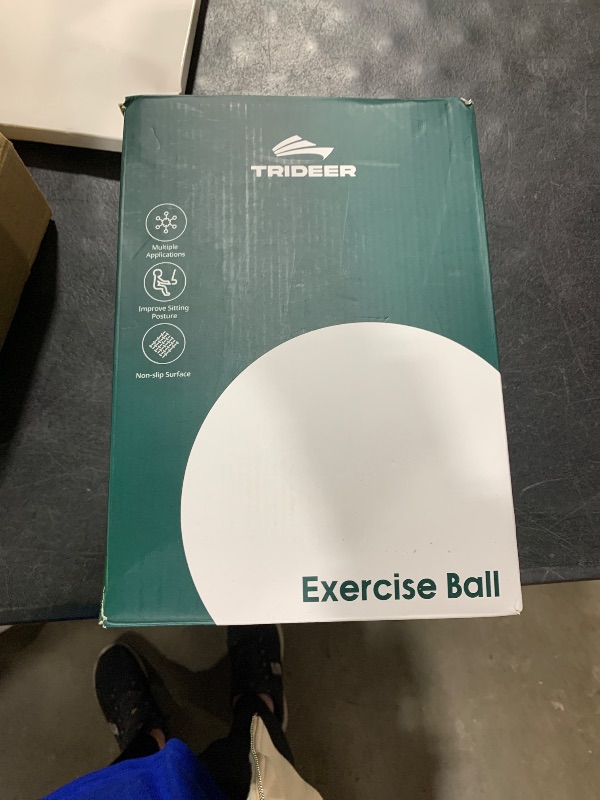 TRIDEER
Multiple
Applications
Improve Sitting
Posture
Non-slip Surface
Exercise Ball